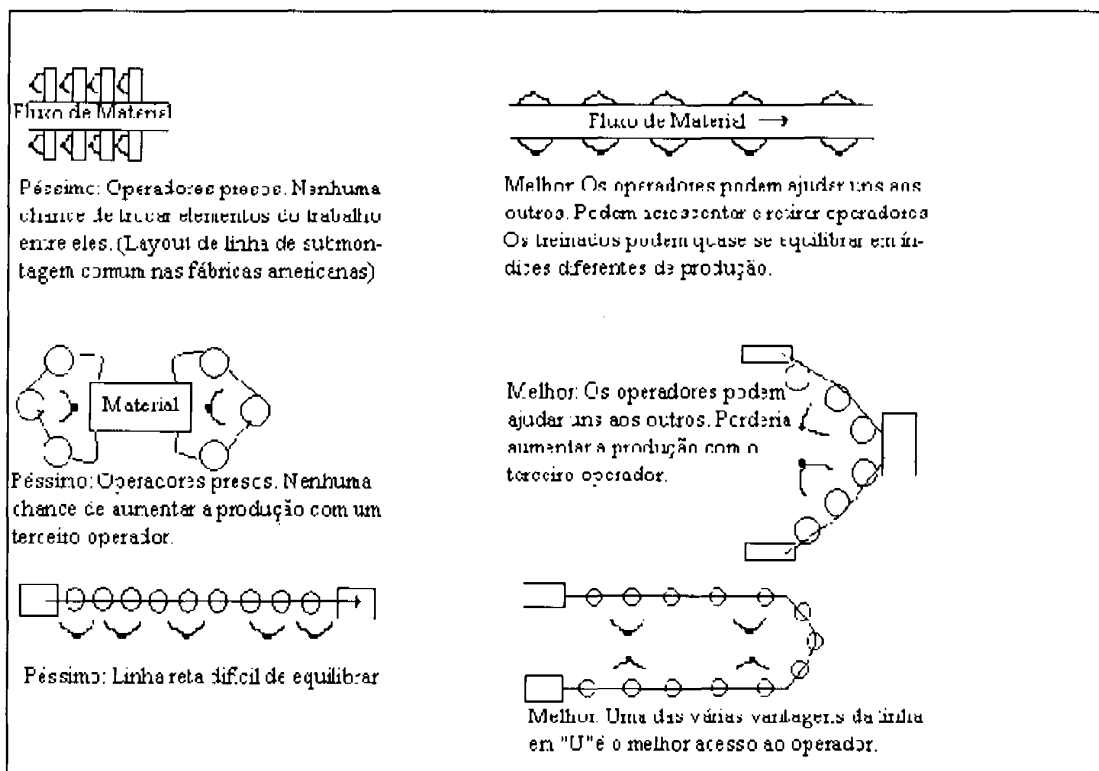 Fluxo de Material
Péssimo: Operadores presos. Nenhuma
chance de trocar elementos do trabalho
entre eles. (Layout de linha de submon-
tagem comum nas fábricas americanas)
Fluxo de Material
Melhor: Os operadores podem ajudar uns aos
outros. Podem acrescentar e retirar operadores
Os treinados podem quase se equilibrar em ín-
dices diferentes de produção.
Material
Péssimo: Operadores presos. Nenhuma
chance de aumentar a produção com um
terceiro operador.
Melhor: Os operadores podem
ajudar uns aos outros. Poderia
aumentar a produção com o
terceiro operador.
Péssimo: Linha reta difícil de equilibrar
Melhor: Uma das várias vantagens da linha
em "U" é o melhor acesso ao operador.